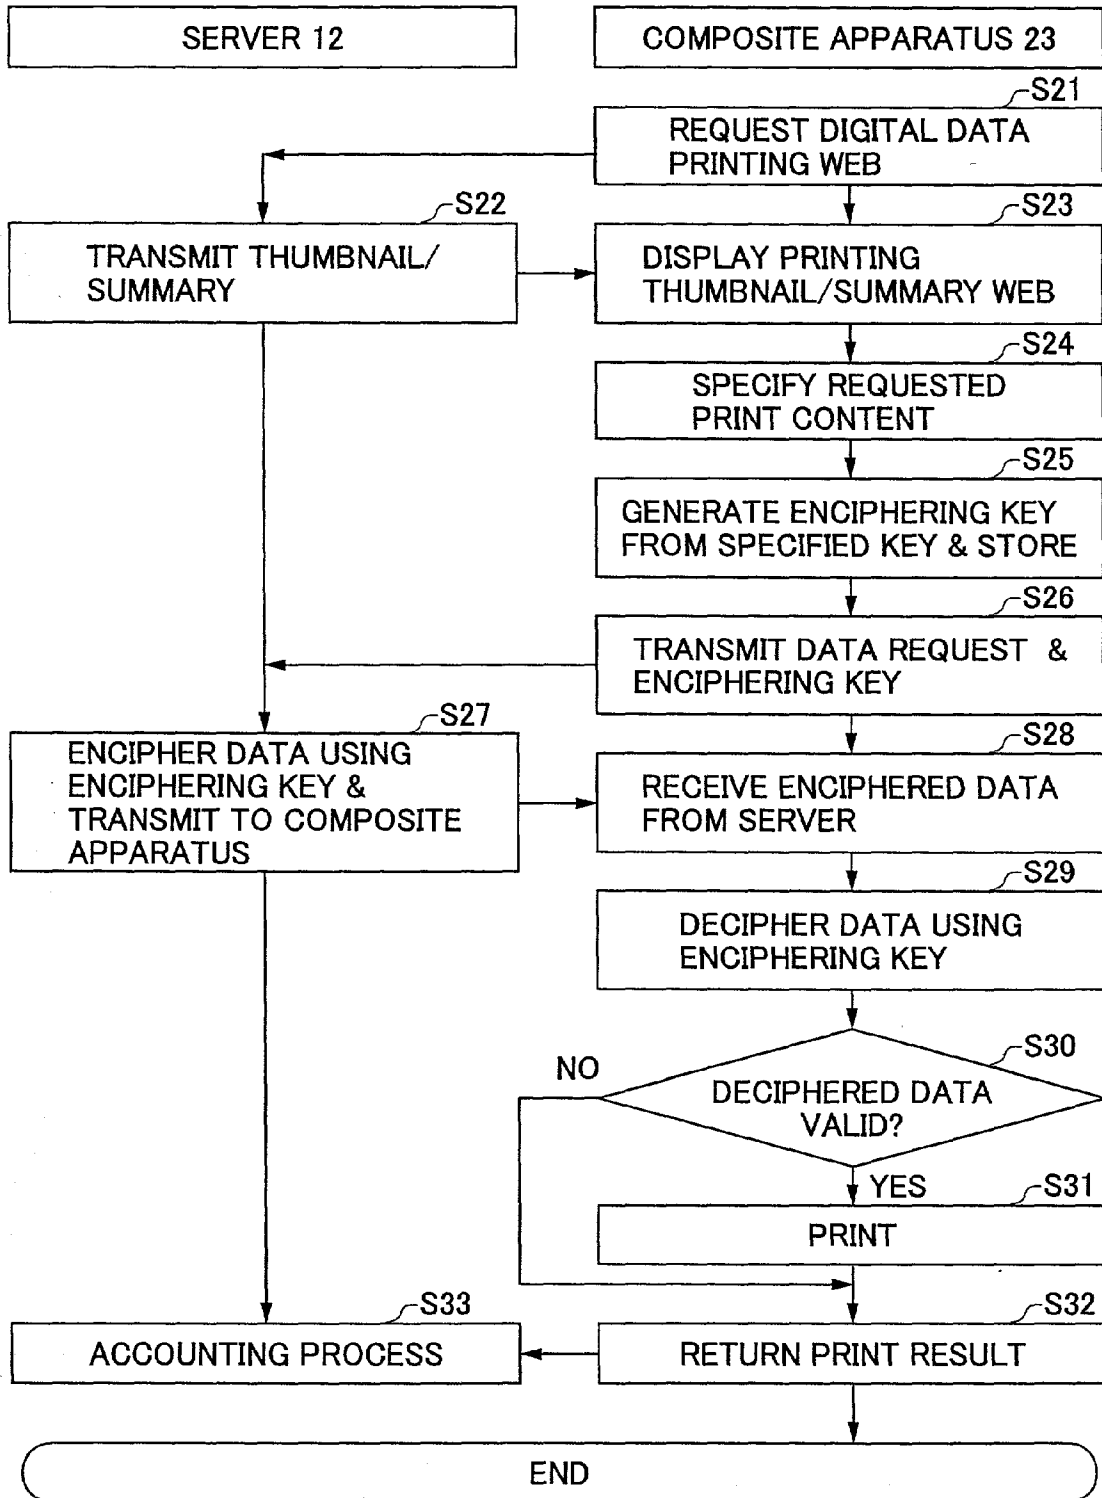 SERVER 12
COMPOSITE APPARATUS 23
S21
REQUEST DIGITAL DATA
PRINTING WEB
S22
TRANSMIT THUMBNAIL/
SUMMARY
S23
DISPLAY PRINTING
THUMBNAIL/SUMMARY WEB
S24
SPECIFY REQUESTED
PRINT CONTENT
S25
GENERATE ENCIPHERING KEY
FROM SPECIFIED KEY & STORE
S26
TRANSMIT DATA REQUEST &
ENCIPHERING KEY
S27
ENCIPHER DATA USING
ENCIPHERING KEY &
TRANSMIT TO COMPOSITE
APPARATUS
S28
RECEIVE ENCIPHERED DATA
FROM SERVER
S29
DECIPHER DATA USING
ENCIPHERING KEY
S30
NO
DECIPHERED DATA
VALID?
YES
S31
PRINT
S33
ACCOUNTING PROCESS
S32
RETURN PRINT RESULT
END